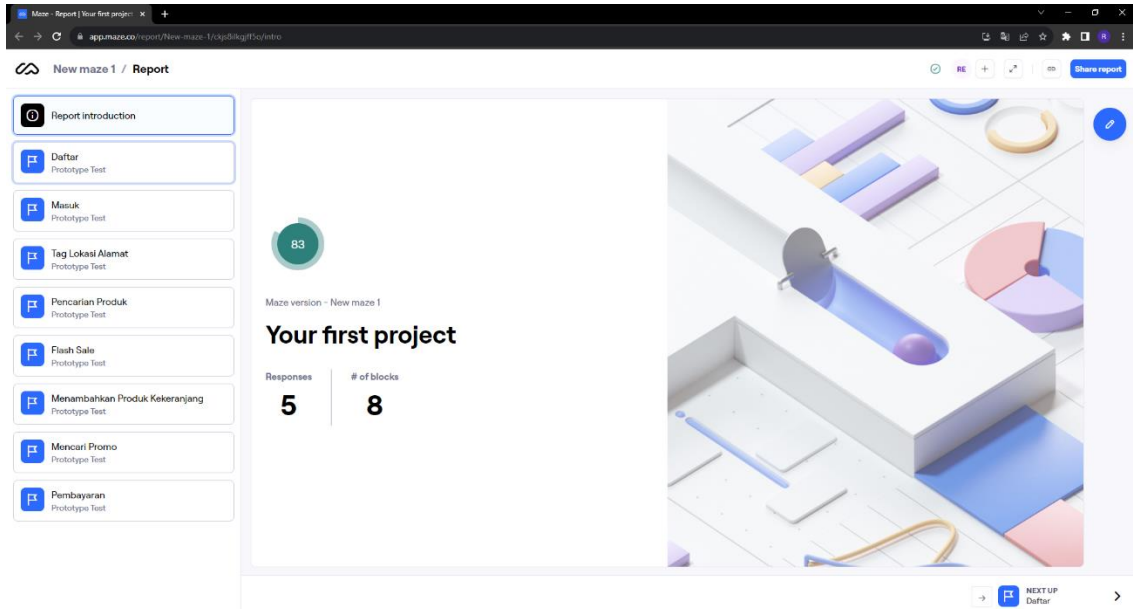 Maze - Report | Your first project
app.maze.co/report/New-maze-1/ckjs8ilkgjff5o/intro
R
New maze 1 / Report
RE
Share report
Report introduction
Daftar
Prototype Test
Masuk
Prototype Test
Tag Lokasi Alamat
Prototype Test
Pencarian Produk
Prototype Test
Flash Sale
Prototype Test
Menambahkan Produk Kekeranjang
Prototype Test
Mencari Promo
Prototype Test
Pembayaran
Prototype Test
83
Maze version - New maze 1
Your first project
Responses # of blocks
5 8
NEXT UP
Daftar